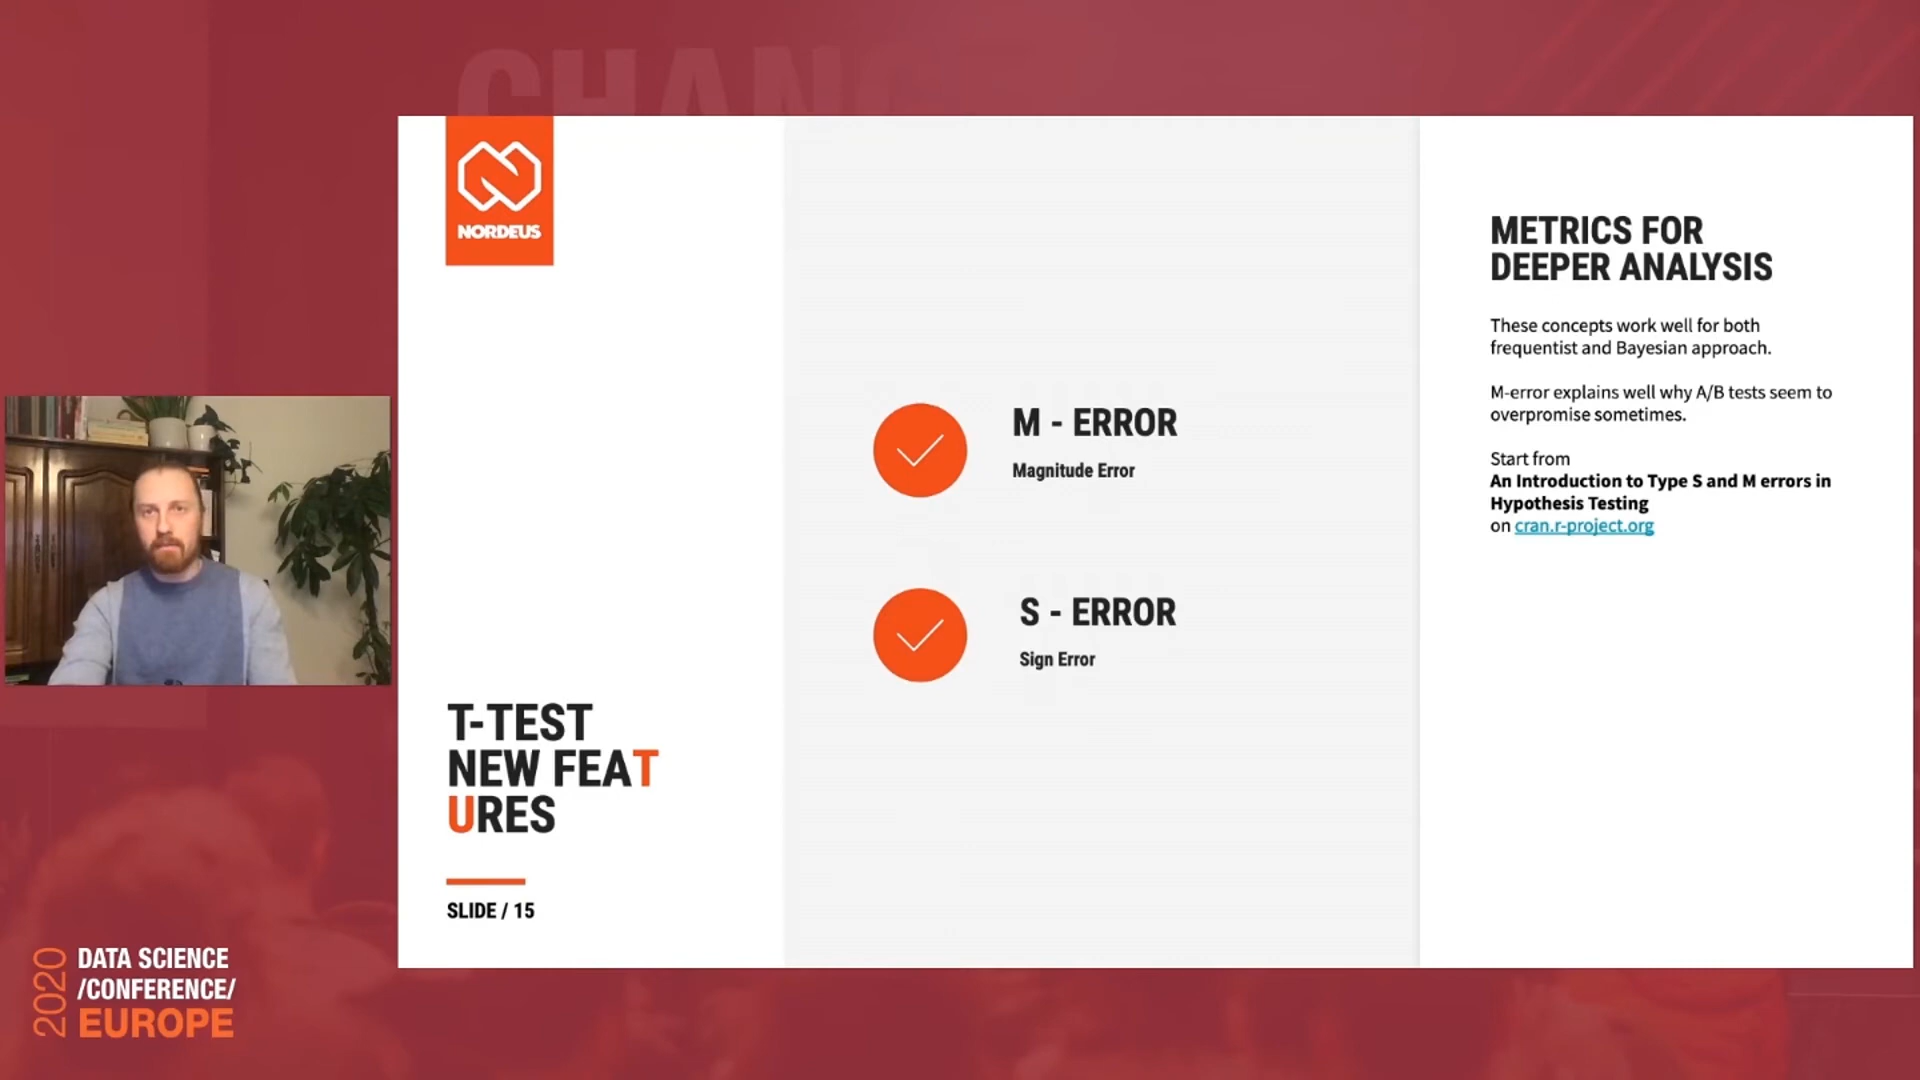 CHANG
NORDEUS
T-TEST
NEW FEAT
URES
SLIDE / 15
M - ERROR
Magnitude Error
S - ERROR
Sign Error
METRICS FOR
DEEPER ANALYSIS
These concepts work well for both
frequentist and Bayesian approach.
M-error explains well why A/B tests seem to
overpromise sometimes.
Start from
An Introduction to Type S and M errors in
Hypothesis Testing
on cran.r-project.org
2020
DATA SCIENCE
/CONFERENCE/
EUROPE